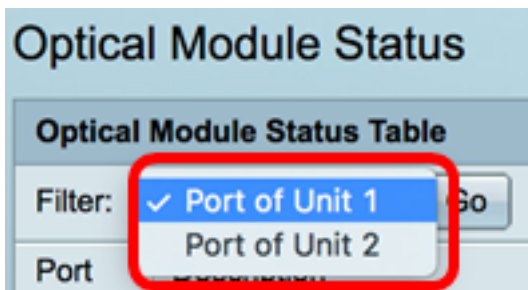 Optical Module Status
Optical Module Status Table
Filter: ✓ Port of Unit 1 Go
Port of Unit 2
Port